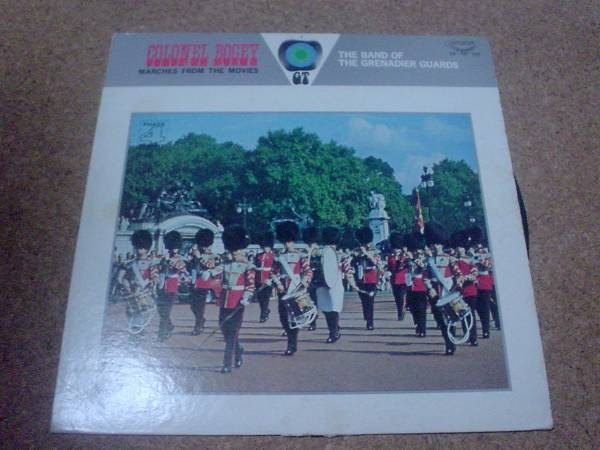 COLONEL BOGEY
MARCHES FROM THE MOVIES
GT
THE BAND OF
THE GRENADIER GUARDS
PHASE
4